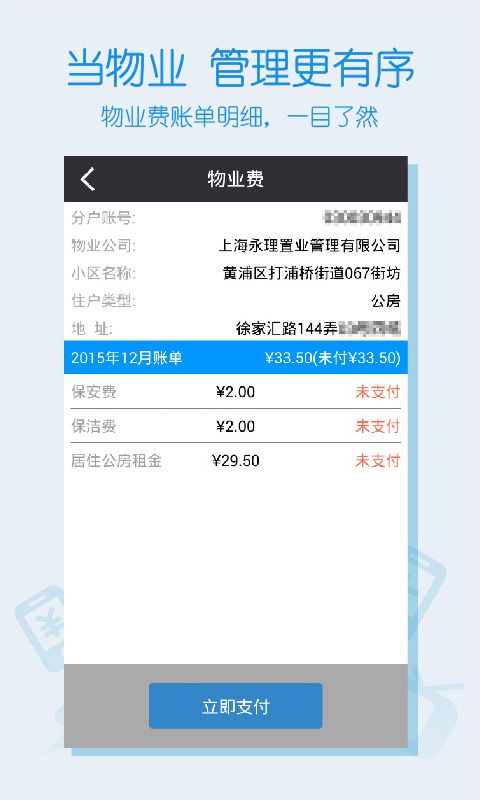 当物业 管理更有序
物业费账单明细，一目了然
物业费
分户账号:
物业公司: 上海永理置业管理有限公司
小区名称: 黄浦区打浦桥街道067街坊
住户类型: 公房
地 址: 徐家汇路144弄
2015年12月账单 ¥33.50(未付¥33.50)
保安费 ¥2.00 未支付
保洁费 ¥2.00 未支付
居住公房租金 ¥29.50 未支付
立即支付